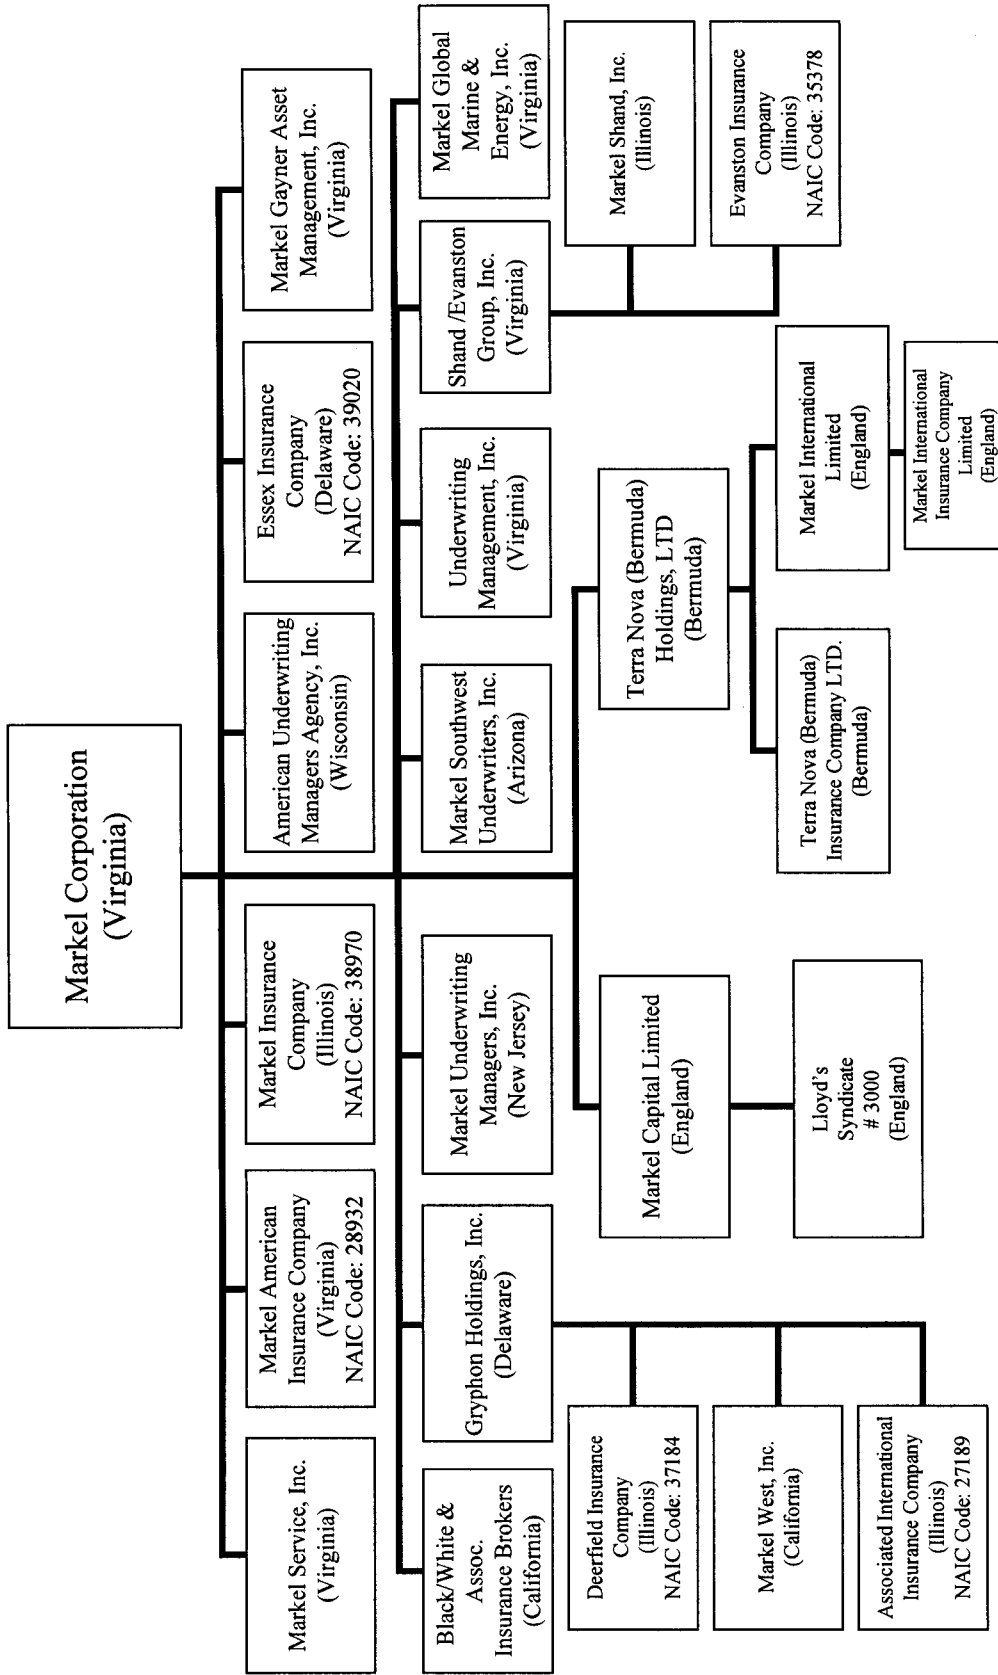 Markel Corporation
(Virginia)
Markel Service, Inc.
(Virginia)
Markel American
Insurance Company
(Virginia)
NAIC Code: 28932
Markel Insurance
Company
(Illinois)
NAIC Code: 38970
American Underwriting
Managers Agency, Inc.
(Wisconsin)
Essex Insurance
Company
(Delaware)
NAIC Code: 39020
Markel Gayner Asset
Management, Inc.
(Virginia)
Black/White &
Assoc.
Insurance Brokers
(California)
Gryphon Holdings, Inc.
(Delaware)
Markel Underwriting
Managers, Inc.
(New Jersey)
Markel Southwest
Underwriters, Inc.
(Arizona)
Underwriting
Management, Inc.
(Virginia)
Shand /Evanston
Group, Inc.
(Virginia)
Markel Global
Marine &
Energy, Inc.
(Virginia)
Deerfield Insurance
Company
(Illinois)
NAIC Code: 37184
Markel West, Inc.
(California)
Associated International
Insurance Company
(Illinois)
NAIC Code: 27189
Markel Capital Limited
(England)
Lloyd's
Syndicate
# 3000
(England)
Terra Nova (Bermuda)
Holdings, LTD
(Bermuda)
Terra Nova (Bermuda)
Insurance Company LTD.
(Bermuda)
Markel International
Limited
(England)
Markel International
Insurance Company
Limited
(England)
Markel Shand, Inc.
(Illinois)
Evanston Insurance
Company
(Illinois)
NAIC Code: 35378